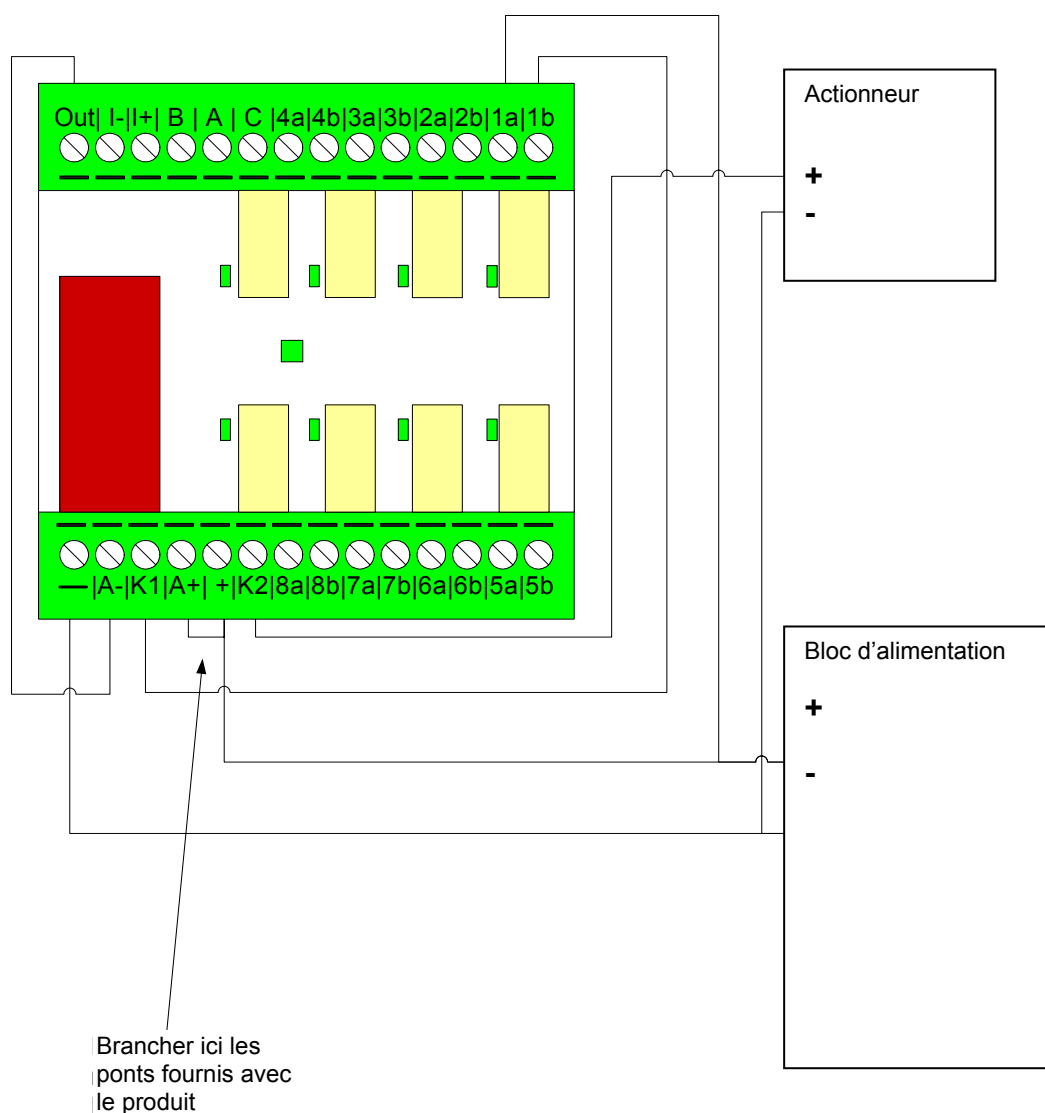 Out| I-|I+| B | A | C |4a|4b|3a|3b|2a|2b|1a|1b
Actionneur
+
-
— |A-|K1|A+| +|K2|8a|8b|7a|7b|6a|6b|5a|5b
Bloc d’alimentation
+
-
Brancher ici les
ponts fournis avec
le produit